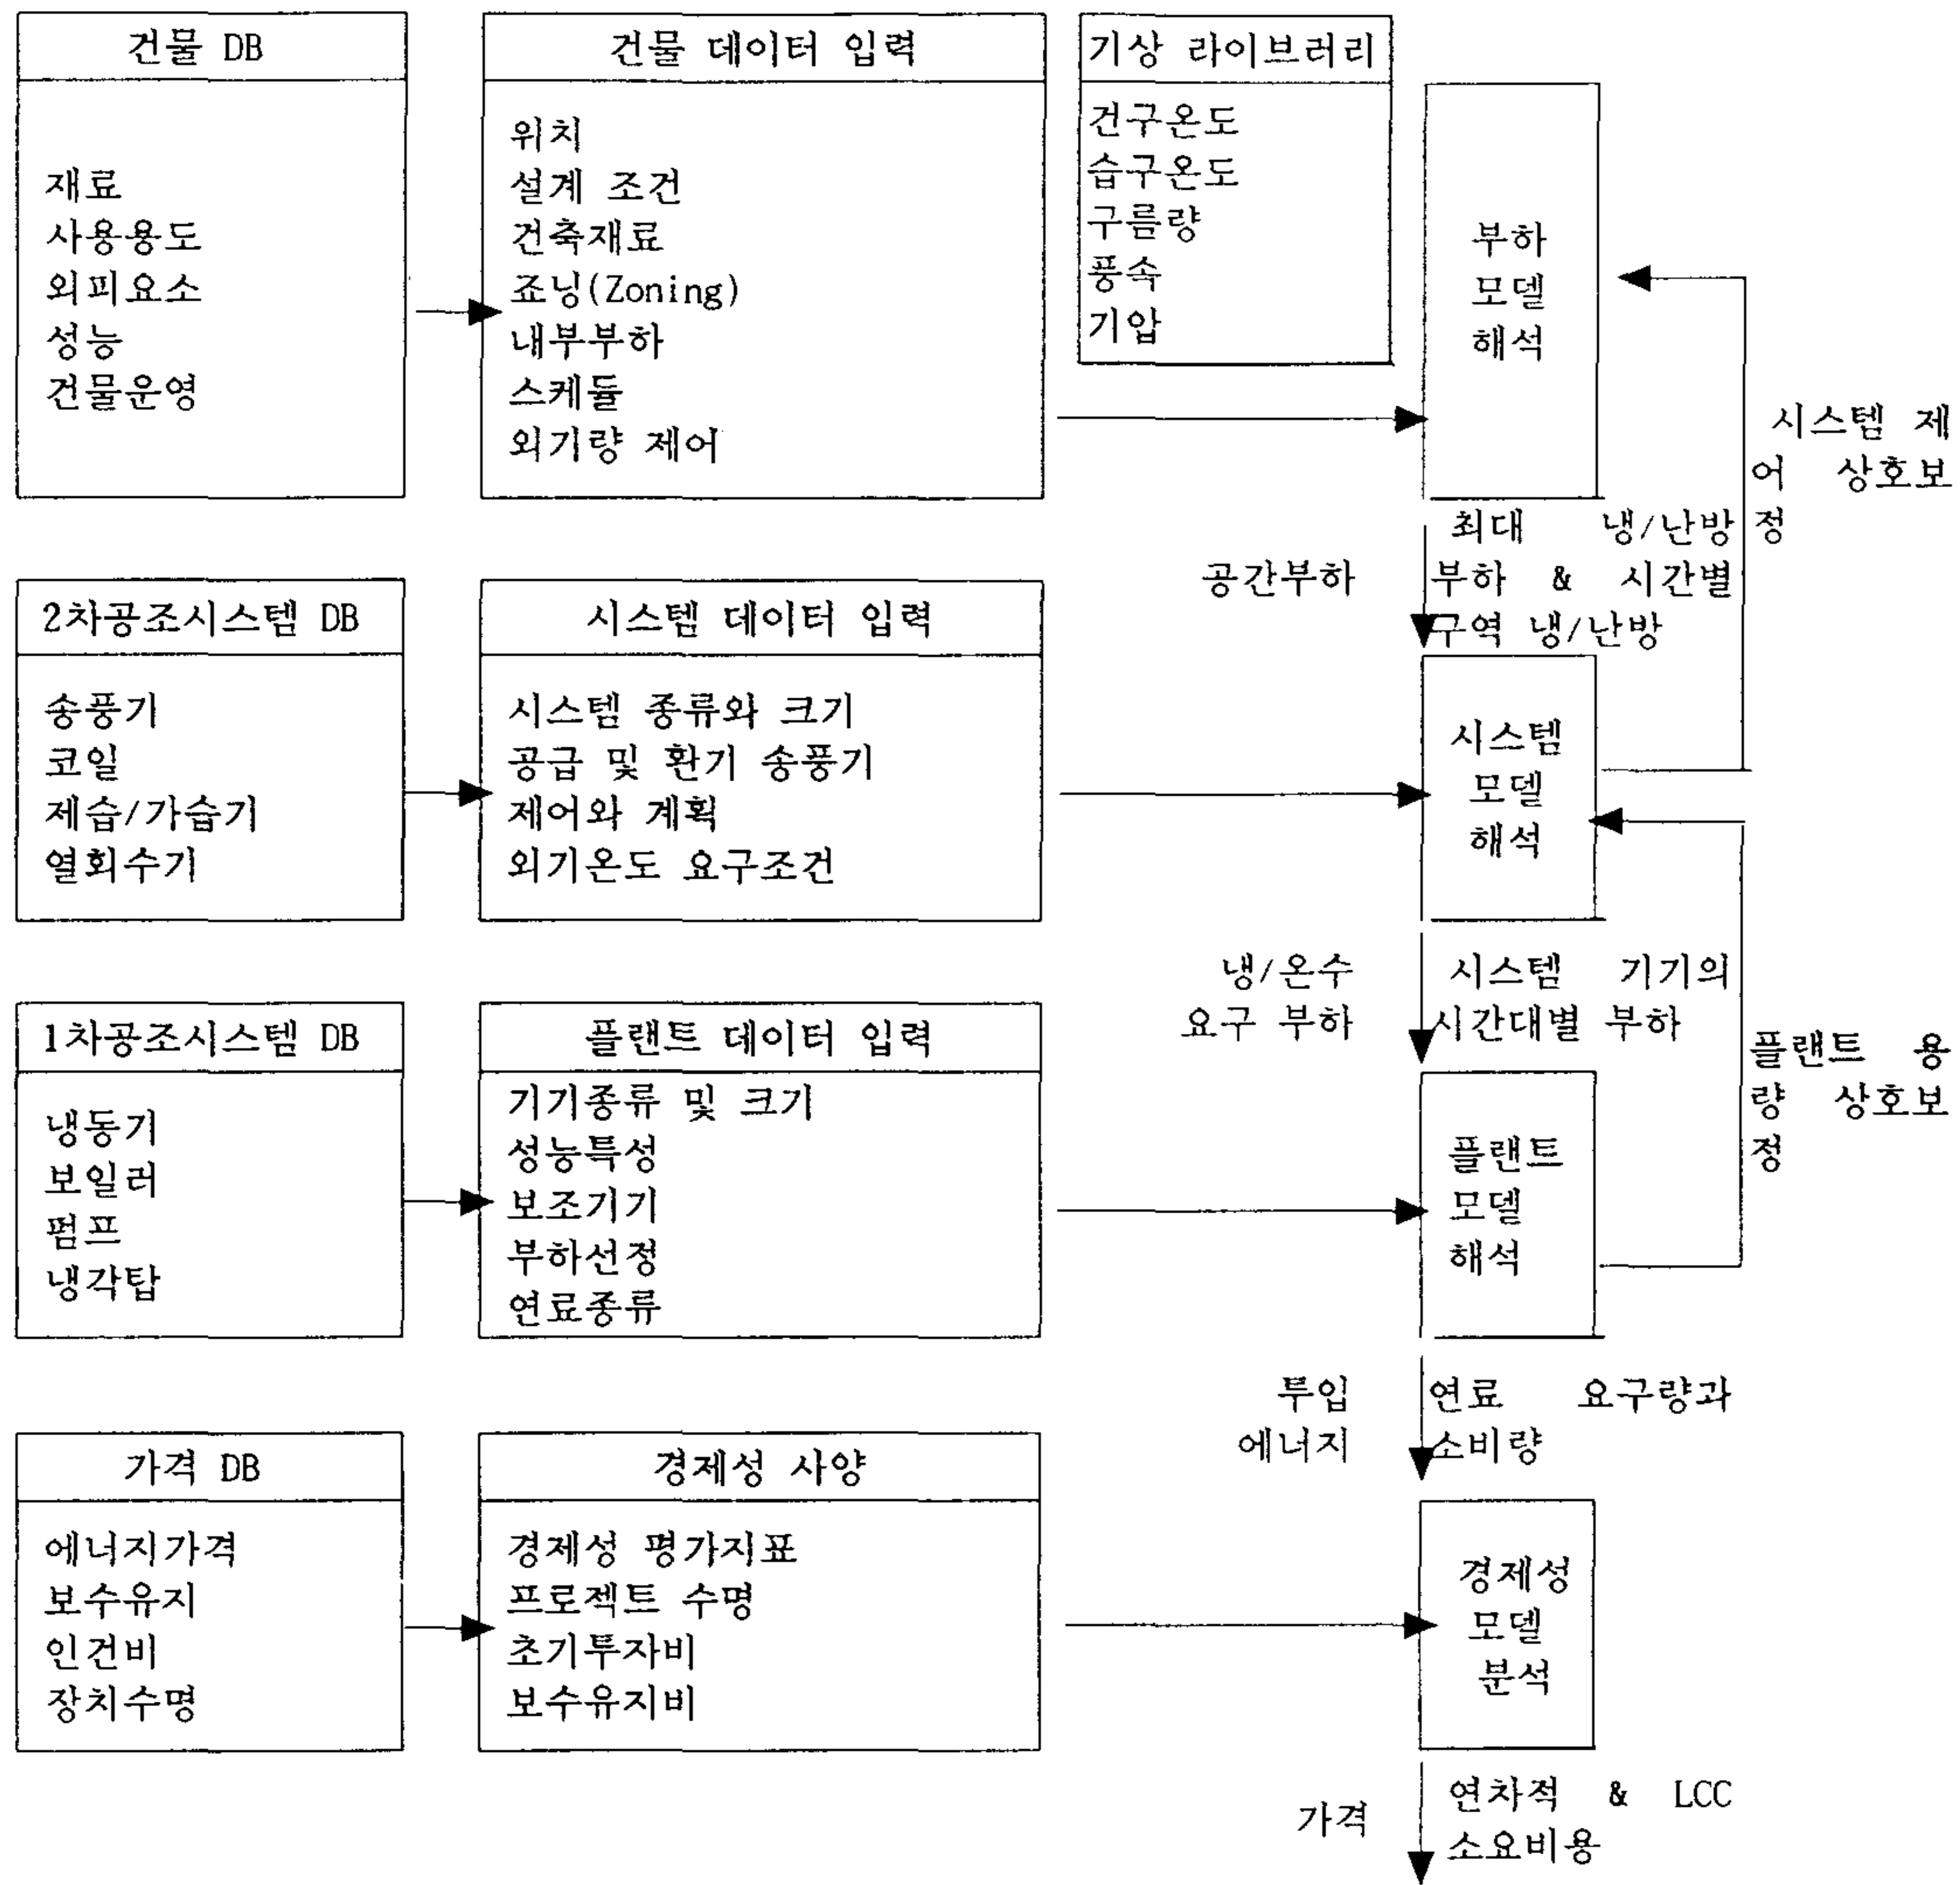 건물 DB
재료
사용용도
외피요소
성능
건물운영
건물 데이터 입력
위치
설계 조건
건축재료
죠닝(Zoning)
내부부하
스케듈
외기량 제어
기상 라이브러리
건구온도
습구온도
구름량
풍속
기압
부하
모델
해석
시스템 제
어 상호보
정
공간부하
최대 냉/난방
부하 & 시간별
구역 냉/난방
2차공조시스템 DB
송풍기
코일
제습/가습기
열회수기
시스템 데이터 입력
시스템 종류와 크기
공급 및 환기 송풍기
제어와 계획
외기온도 요구조건
시스템
모델
해석
냉/온수
요구 부하
시스템 기기의
시간대별 부하
플랜트 용
량 상호보
정
1차공조시스템 DB
냉동기
보일러
펌프
냉각탑
플랜트 데이터 입력
기기종류 및 크기
성능특성
보조기기
부하선정
연료종류
플랜트
모델
해석
투입
에너지
연료 요구량과
소비량
가격 DB
에너지가격
보수유지
인건비
장치수명
경제성 사양
경제성 평가지표
프로젝트 수명
초기투자비
보수유지비
경제성
모델
분석
가격
연차적 & LCC
소요비용